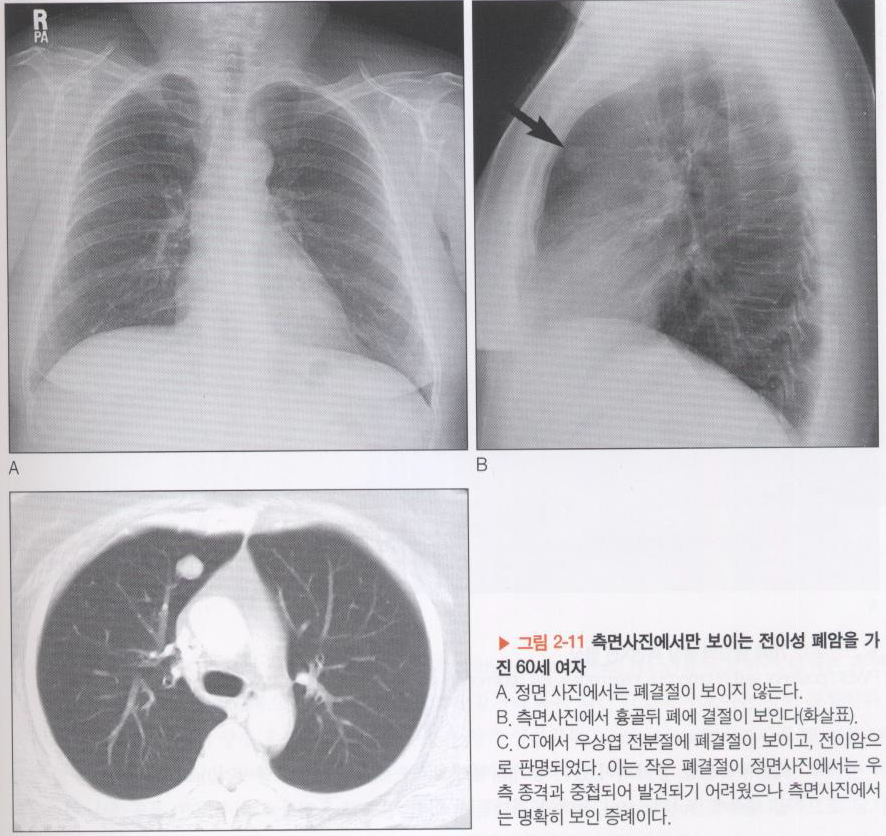 R
PA
A
B
▶ 그림 2-11 측면사진에서만 보이는 전이성 폐암을 가
진 60세 여자
A. 정면 사진에서는 폐결절이 보이지 않는다.
B. 측면사진에서 흉골뒤 폐에 결절이 보인다(화살표).
C. CT에서 우상엽 전분절에 폐결절이 보이고, 전이암으
로 판명되었다. 이는 작은 폐결절이 정면사진에서는 우
측 종격과 중첩되어 발견되기 어려웠으나 측면사진에서
는 명확히 보인 증례이다.